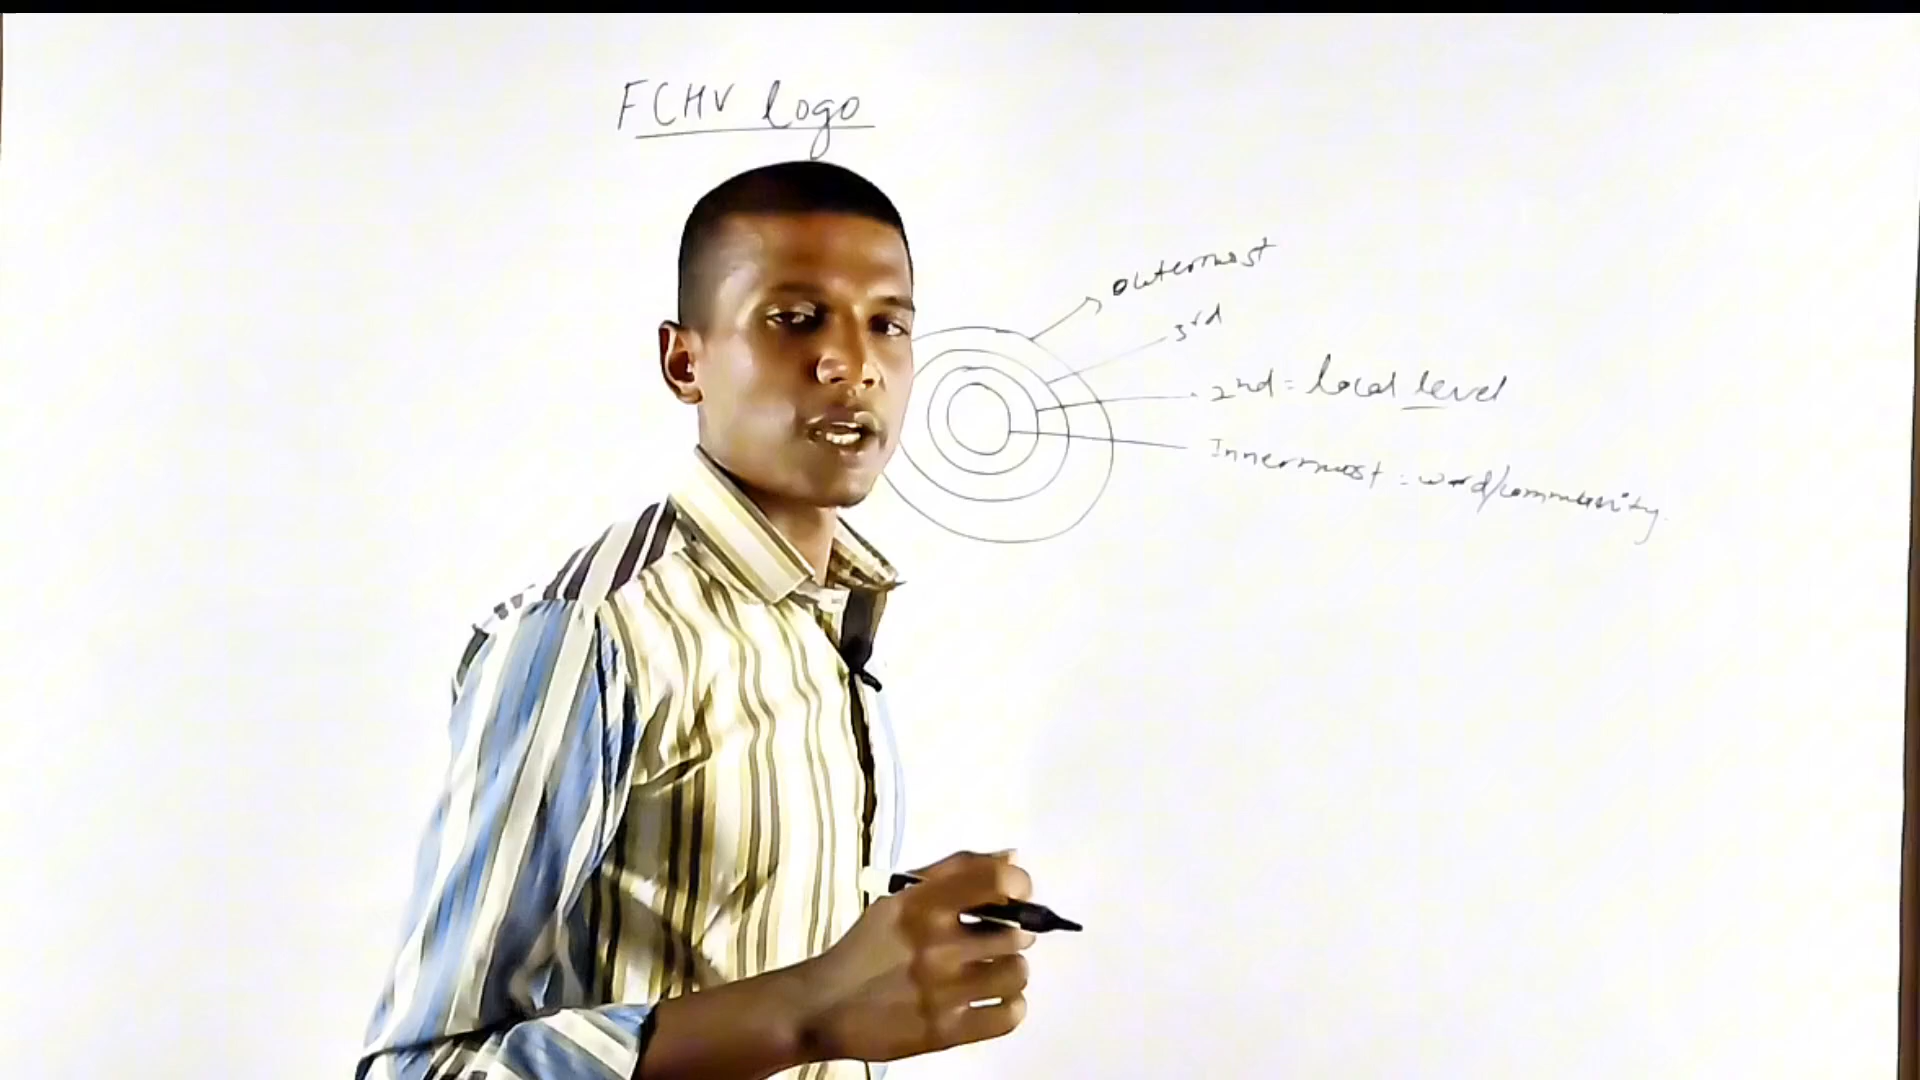 FCHV logo
outermost
3rd
2nd = local level
Innermost : ward/community.